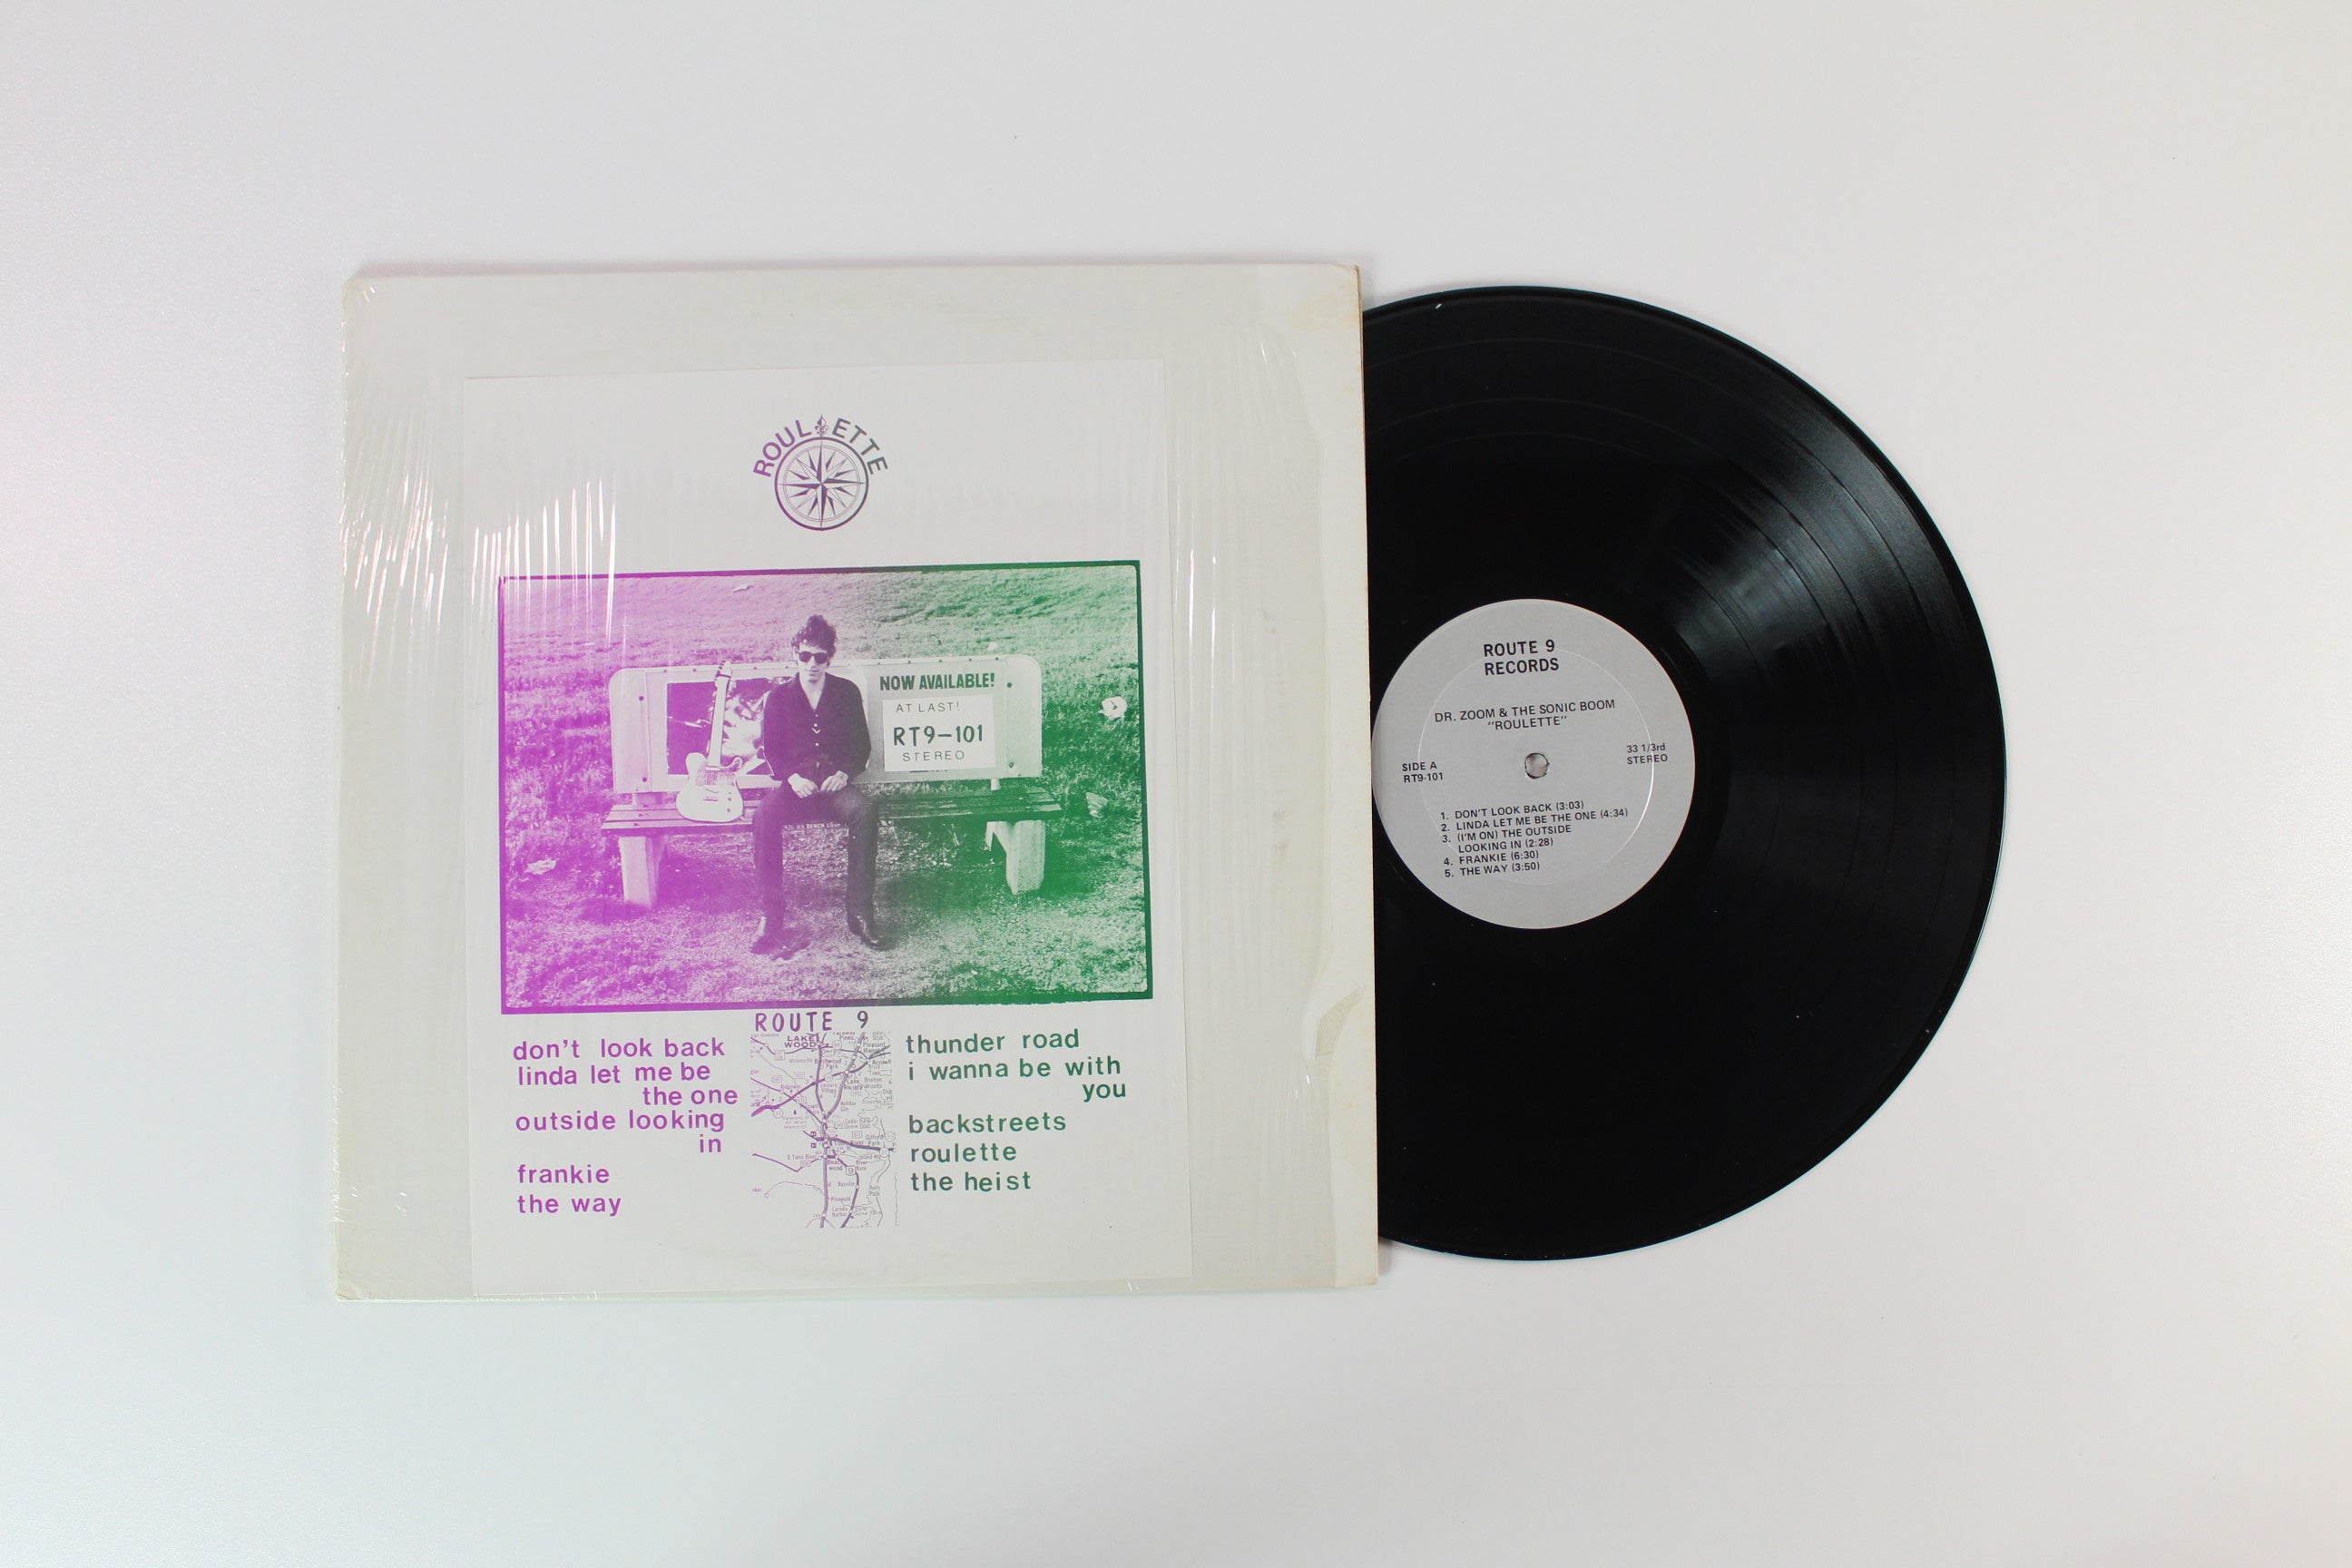 ROULETTE
NOW AVAILABLE!
AT LAST!
RT9-101
STEREO
ROUTE 9
LAKE
WOOD
don't look back
linda let me be
the one
outside looking
in
frankie
the way
thunder road
i wanna be with
you
backstreets
roulette
the heist
ROUTE 9
RECORDS
DR. ZOOM & THE SONIC BOOM
"ROULETTE"
SIDE A
RT9-101
33 1/3rd
STEREO
1. DON'T LOOK BACK (3:03)
2. LINDA LET ME BE THE ONE (4:34)
3. (I'M ON) THE OUTSIDE
LOOKING IN (2:28)
4. FRANKIE (6:30)
5. THE WAY (3:50)